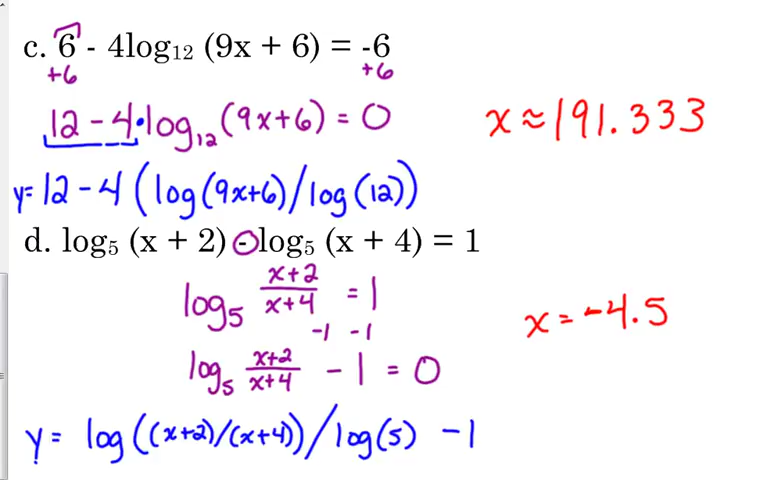 c. 6 - 4log₁₂ (9x + 6) = -6
+6 +6
12 - 4•log₁₂(9x+6) = 0
x ≈ 191.333
y= 12 - 4 (log(9x+6)/log(12))
d. log₅ (x + 2) - log₅ (x + 4) = 1
log₅ x+2/x+4 = 1
-1 -1
x = -4.5
log₅ x+2/x+4 - 1 = 0
y = log((x+2)/(x+4))/log(5) -1